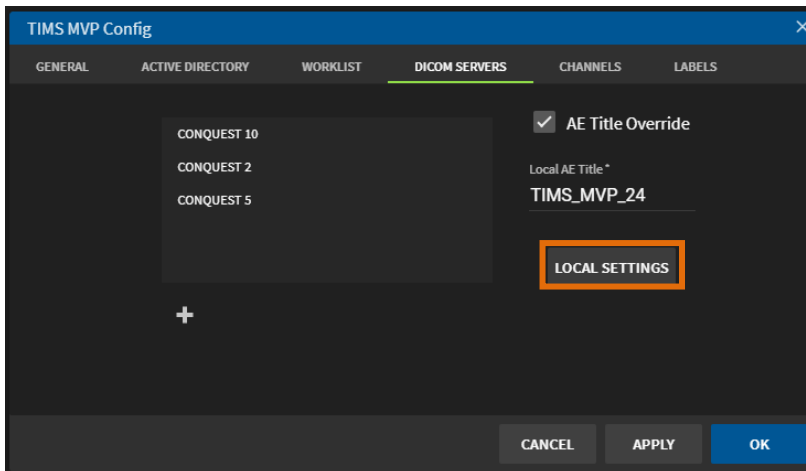 TIMS MVP Config
GENERAL ACTIVE DIRECTORY WORKLIST DICOM SERVERS CHANNELS LABELS
CONQUEST 10
CONQUEST 2
CONQUEST 5
AE Title Override
Local AE Title *
TIMS_MVP_24
LOCAL SETTINGS
CANCEL APPLY OK